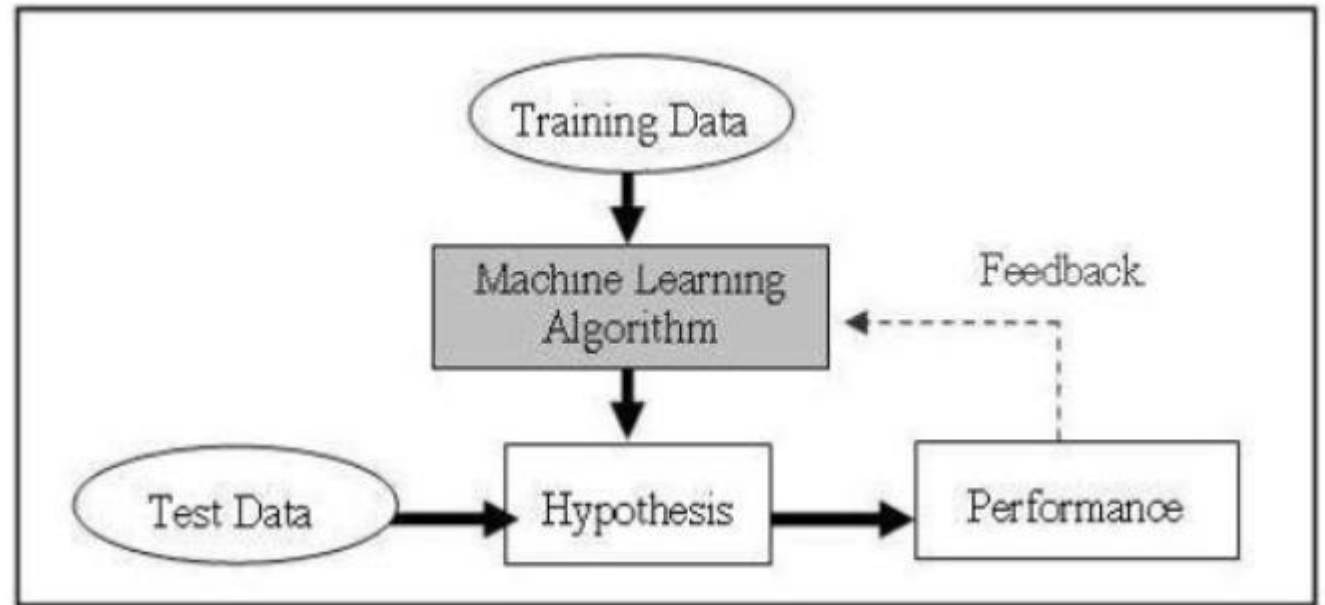 Training Data
Machine Learning
Algorithm
Feedback
Test Data
Hypothesis
Performance